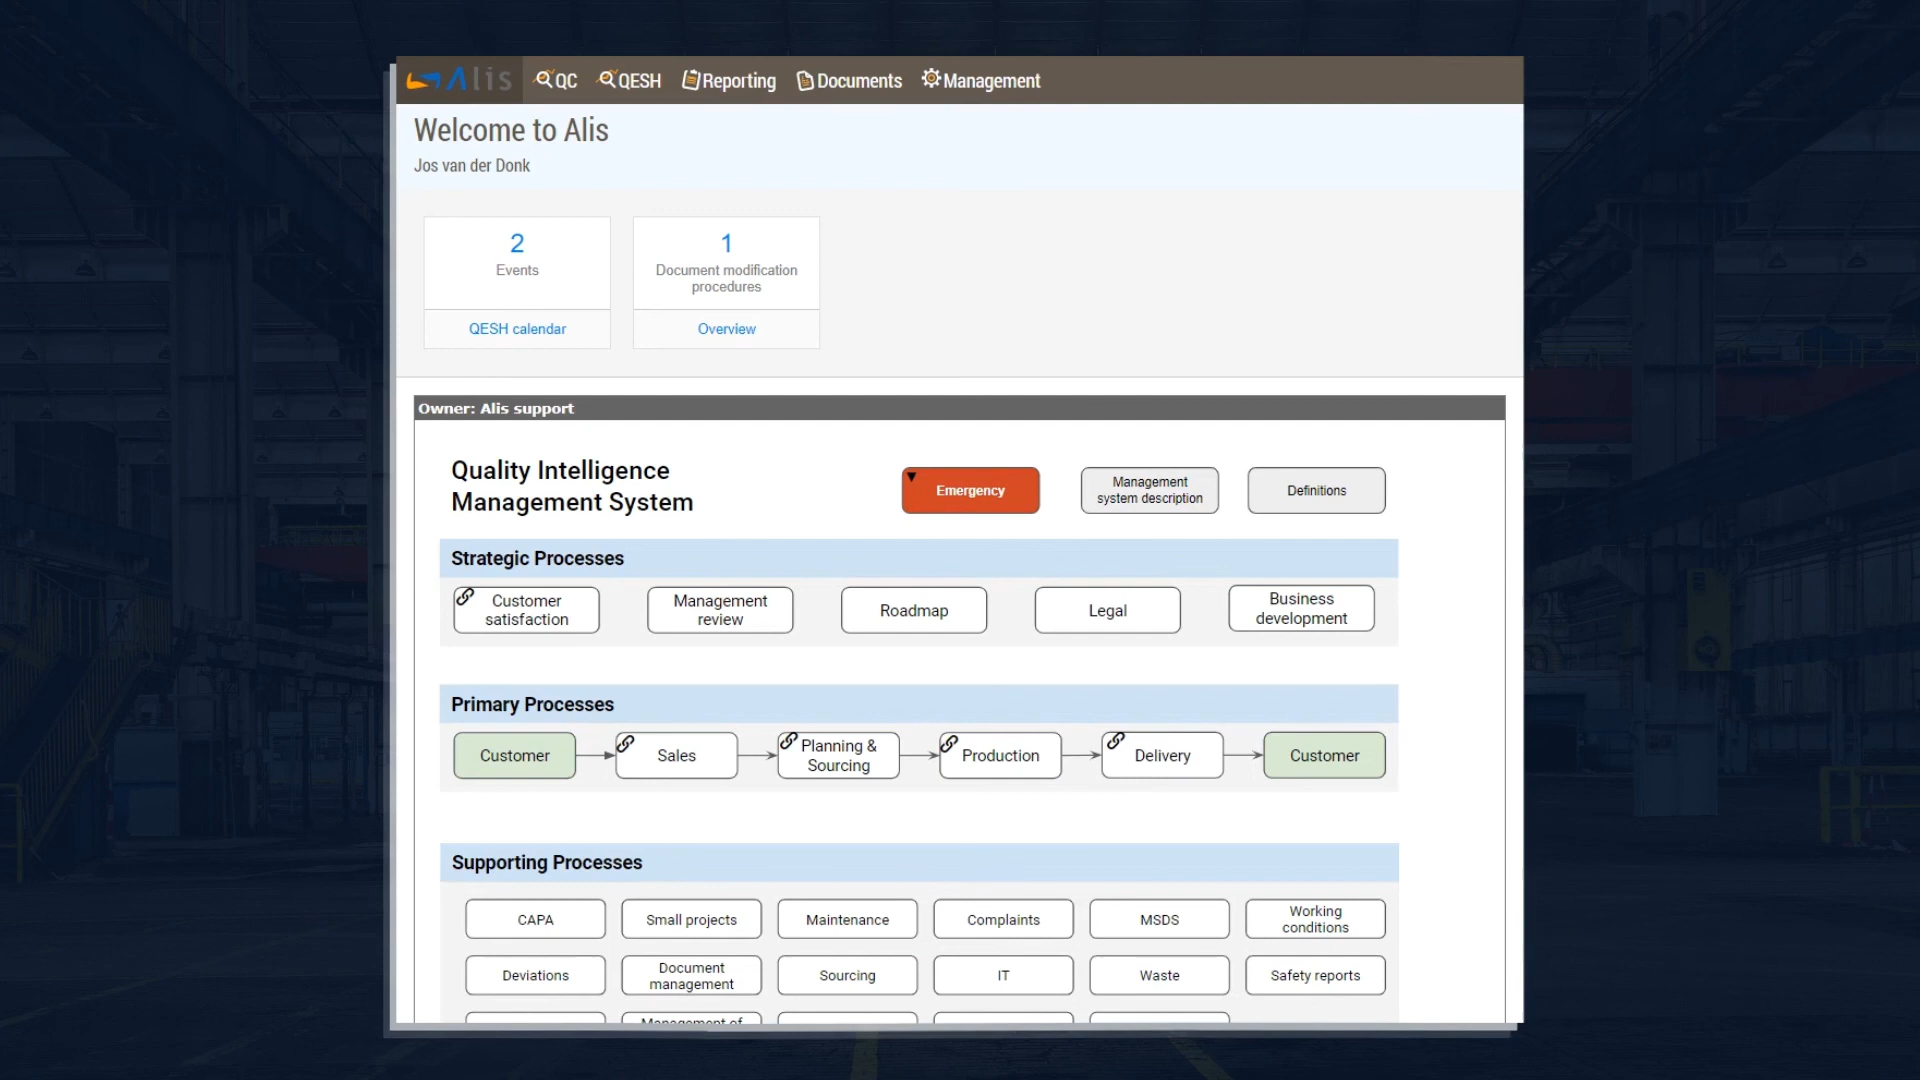 Alis QC QESH Reporting Documents Management
Welcome to Alis
Jos van der Donk
2
Events
QESH calendar
1
Document modification
procedures
Overview
Owner: Alis support
Quality Intelligence
Management System
Emergency
Management
system description
Definitions
Strategic Processes
Customer
satisfaction
Management
review
Roadmap
Legal
Business
development
Primary Processes
Customer
Sales
Planning &
Sourcing
Production
Delivery
Customer
Supporting Processes
CAPA
Small projects
Maintenance
Complaints
MSDS
Working
conditions
Deviations
Document
management
Sourcing
IT
Waste
Safety reports
Management of